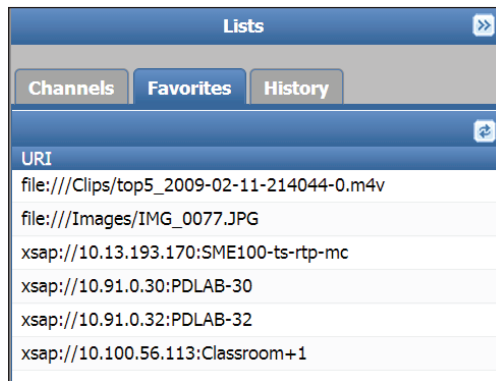 Lists
Channels Favorites History
URI
file:///Clips/top5_2009-02-11-214044-0.m4v
file:///Images/IMG_0077.JPG
xsap://10.13.193.170:SME100-ts-rtp-mc
xsap://10.91.0.30:PDLAB-30
xsap://10.91.0.32:PDLAB-32
xsap://10.100.56.113:Classroom+1